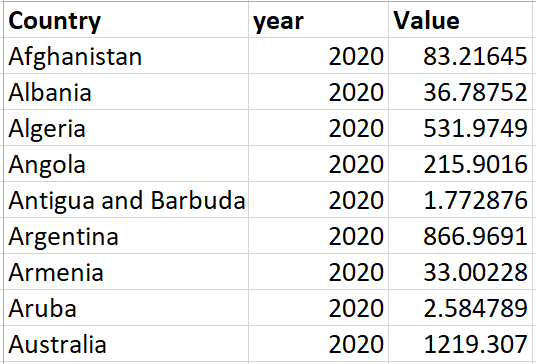 Country year Value
Afghanistan 2020 83.21645
Albania 2020 36.78752
Algeria 2020 531.9749
Angola 2020 215.9016
Antigua and Barbuda 2020 1.772876
Argentina 2020 866.9691
Armenia 2020 33.00228
Aruba 2020 2.584789
Australia 2020 1219.307